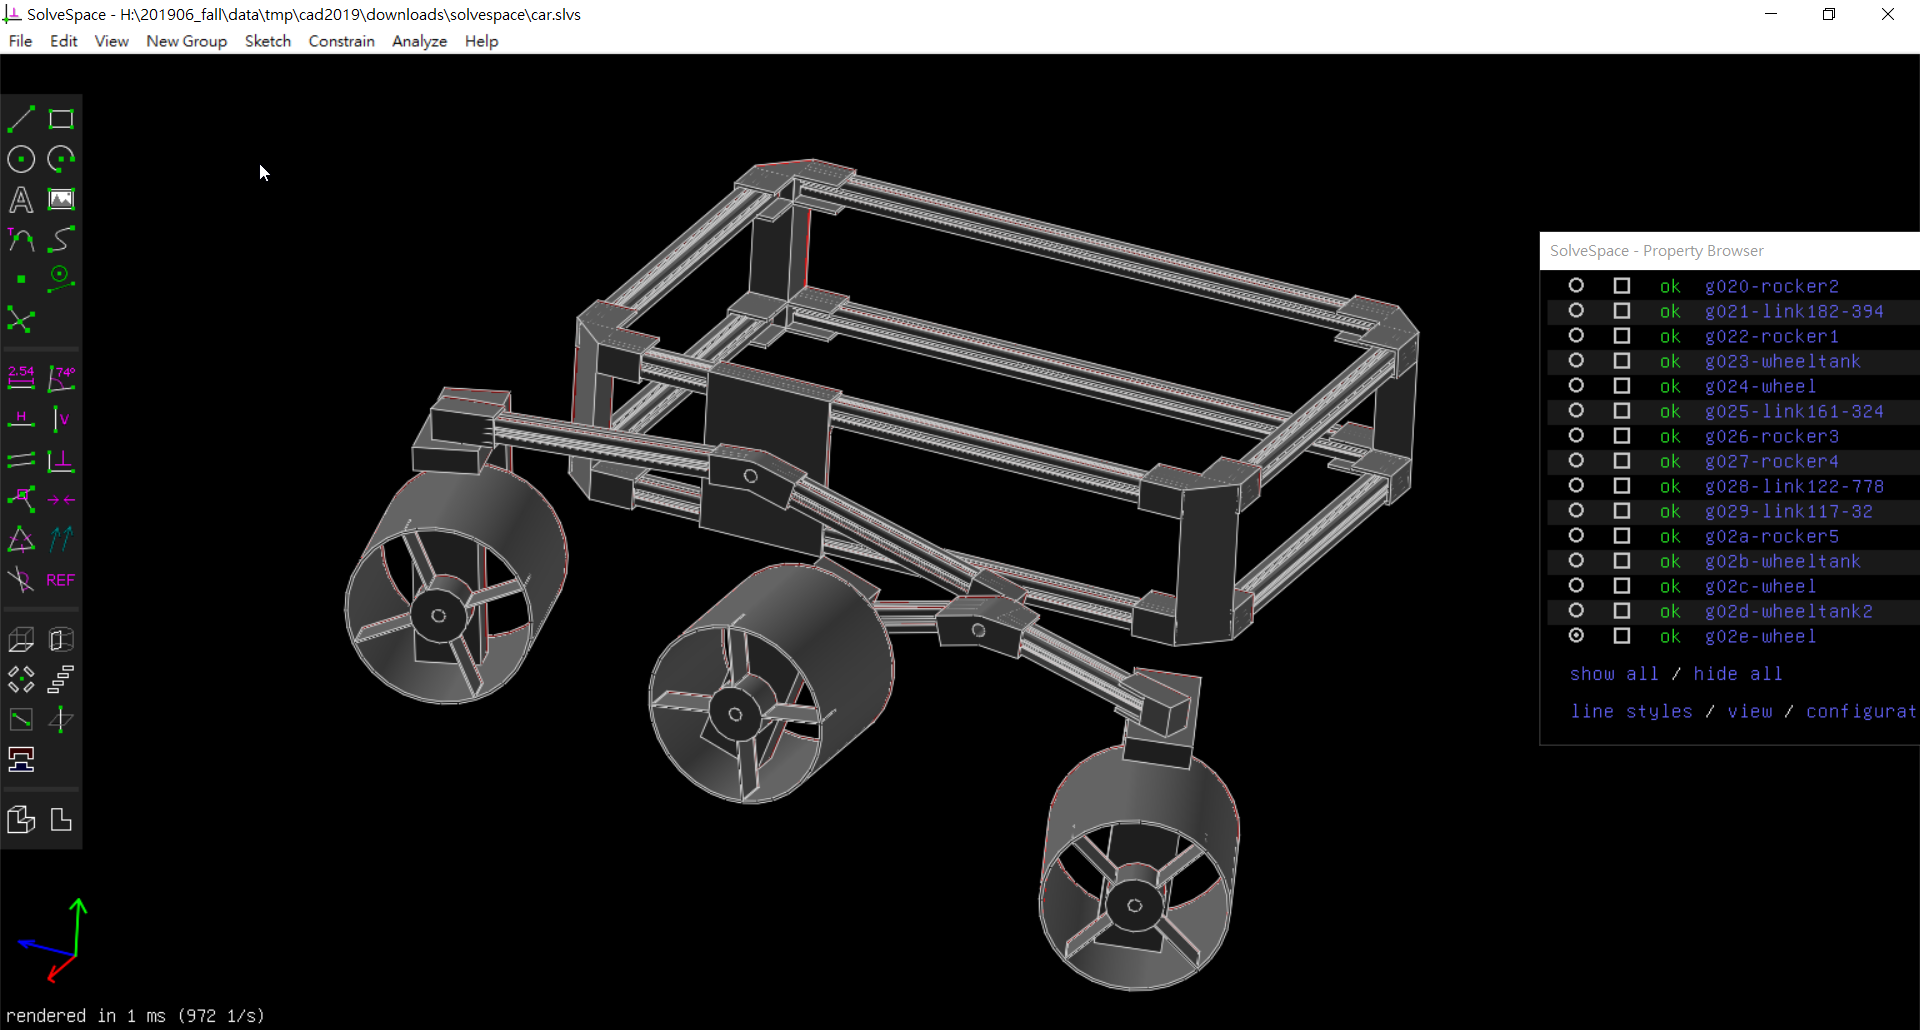 SolveSpace - H:\201906_fall\data\tmp\cad2019\downloads\solvespace\car.slvs
File Edit View New Group Sketch Constrain Analyze Help
2.54 74°
H V
T
REF
SolveSpace - Property Browser
ok g020-rocker2
ok g021-link182-394
ok g022-rocker1
ok g023-wheeltank
ok g024-wheel
ok g025-link161-324
ok g026-rocker3
ok g027-rocker4
ok g028-link122-778
ok g029-link117-32
ok g02a-rocker5
ok g02b-wheeltank
ok g02c-wheel
ok g02d-wheeltank2
ok g02e-wheel
show all / hide all
line styles / view / configurat
rendered in 1 ms (972 1/s)